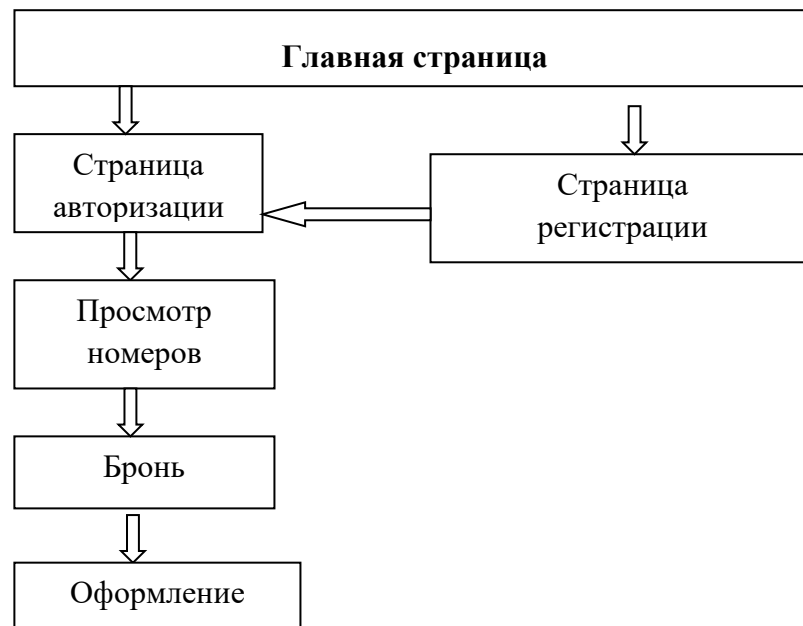 Главная страница
Страница
авторизации
Страница
регистрации
Просмотр
номеров
Бронь
Оформление